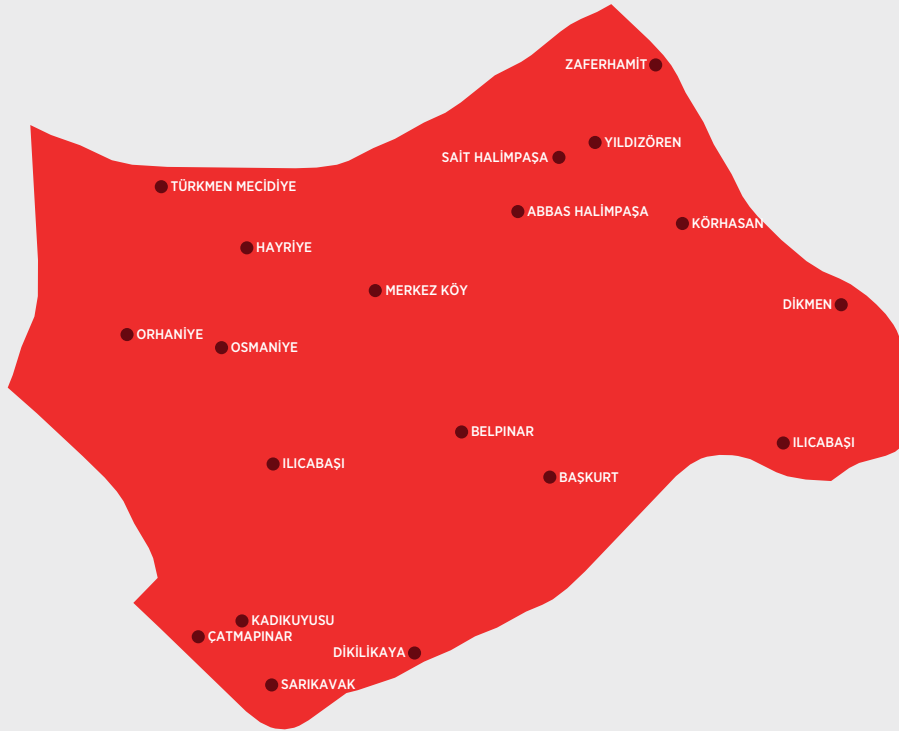 ZAFERHAMİT
YILDIZÖREN
SAİT HALİMPAŞA
TÜRKMEN MECİDİYE
ABBAS HALİMPAŞA
KÖRHASAN
HAYRİYE
MERKEZ KÖY
DİKMEN
ORHANİYE
OSMANİYE
BELPINAR
ILICABAŞI
ILICABAŞI
BAŞKURT
KADIKUYUSU
ÇATMAPINAR
DİKİLİKAYA
SARIKAVAK